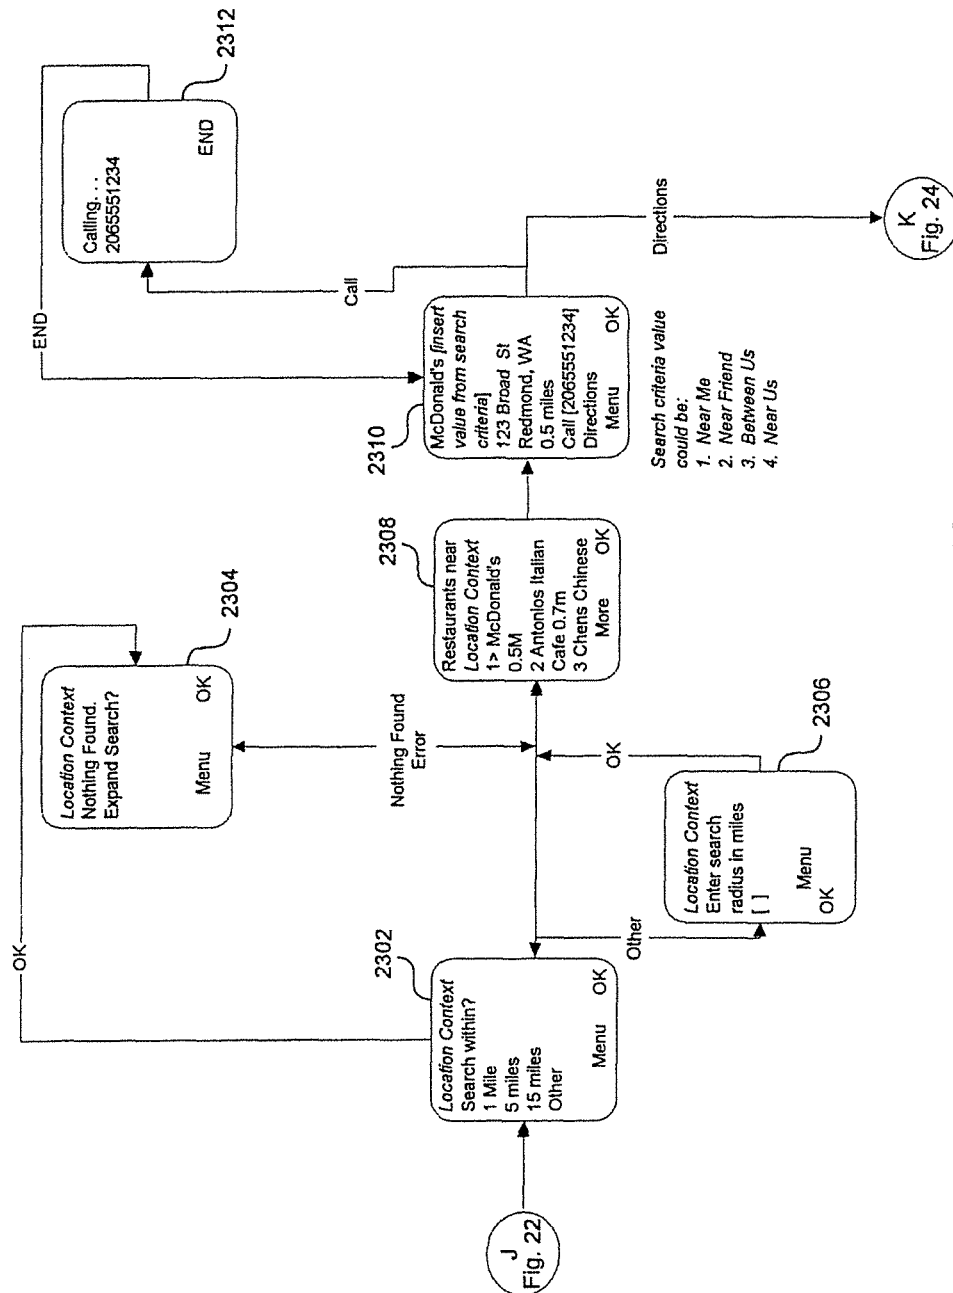 J
Fig. 22
2302
Location Context
Search within?
1 Mile
5 miles
15 miles
Other
Menu OK
OK
2304
Location Context
Nothing Found.
Expand Search?
Menu OK
Nothing Found
Error
Other
2306
Location Context
Enter search
radius in miles
[ ]
Menu
OK
OK
2308
Restaurants near
Location Context
1> McDonald's
0.5M
2 Antonios Italian
Cafe 0.7m
3 Chens Chinese
More OK
2310
McDonald's [insert
value from search
criteria]
123 Broad St
Redmond, WA
0.5 miles
Call [2065551234]
Directions
Menu OK
Search criteria value
could be:
1. Near Me
2. Near Friend
3. Between Us
4. Near Us
Call
END
2312
Calling. . .
2065551234
END
Directions
K
Fig. 24